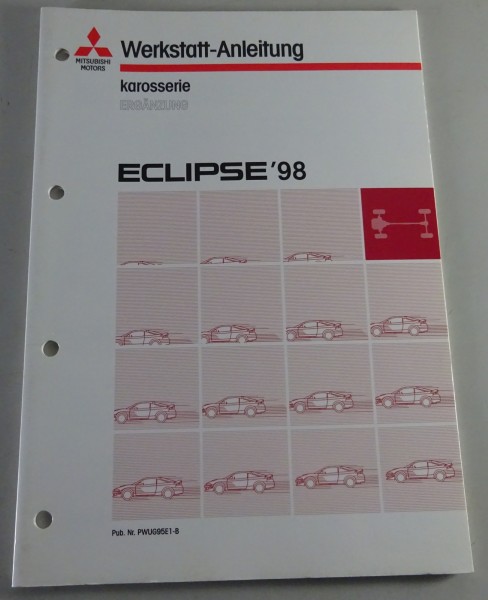 MITSUBISHI
MOTORS
Werkstatt-Anleitung
karosserie
ERGÄNZUNG
ECLIPSE '98
Pub. Nr. PWUG95E1-B